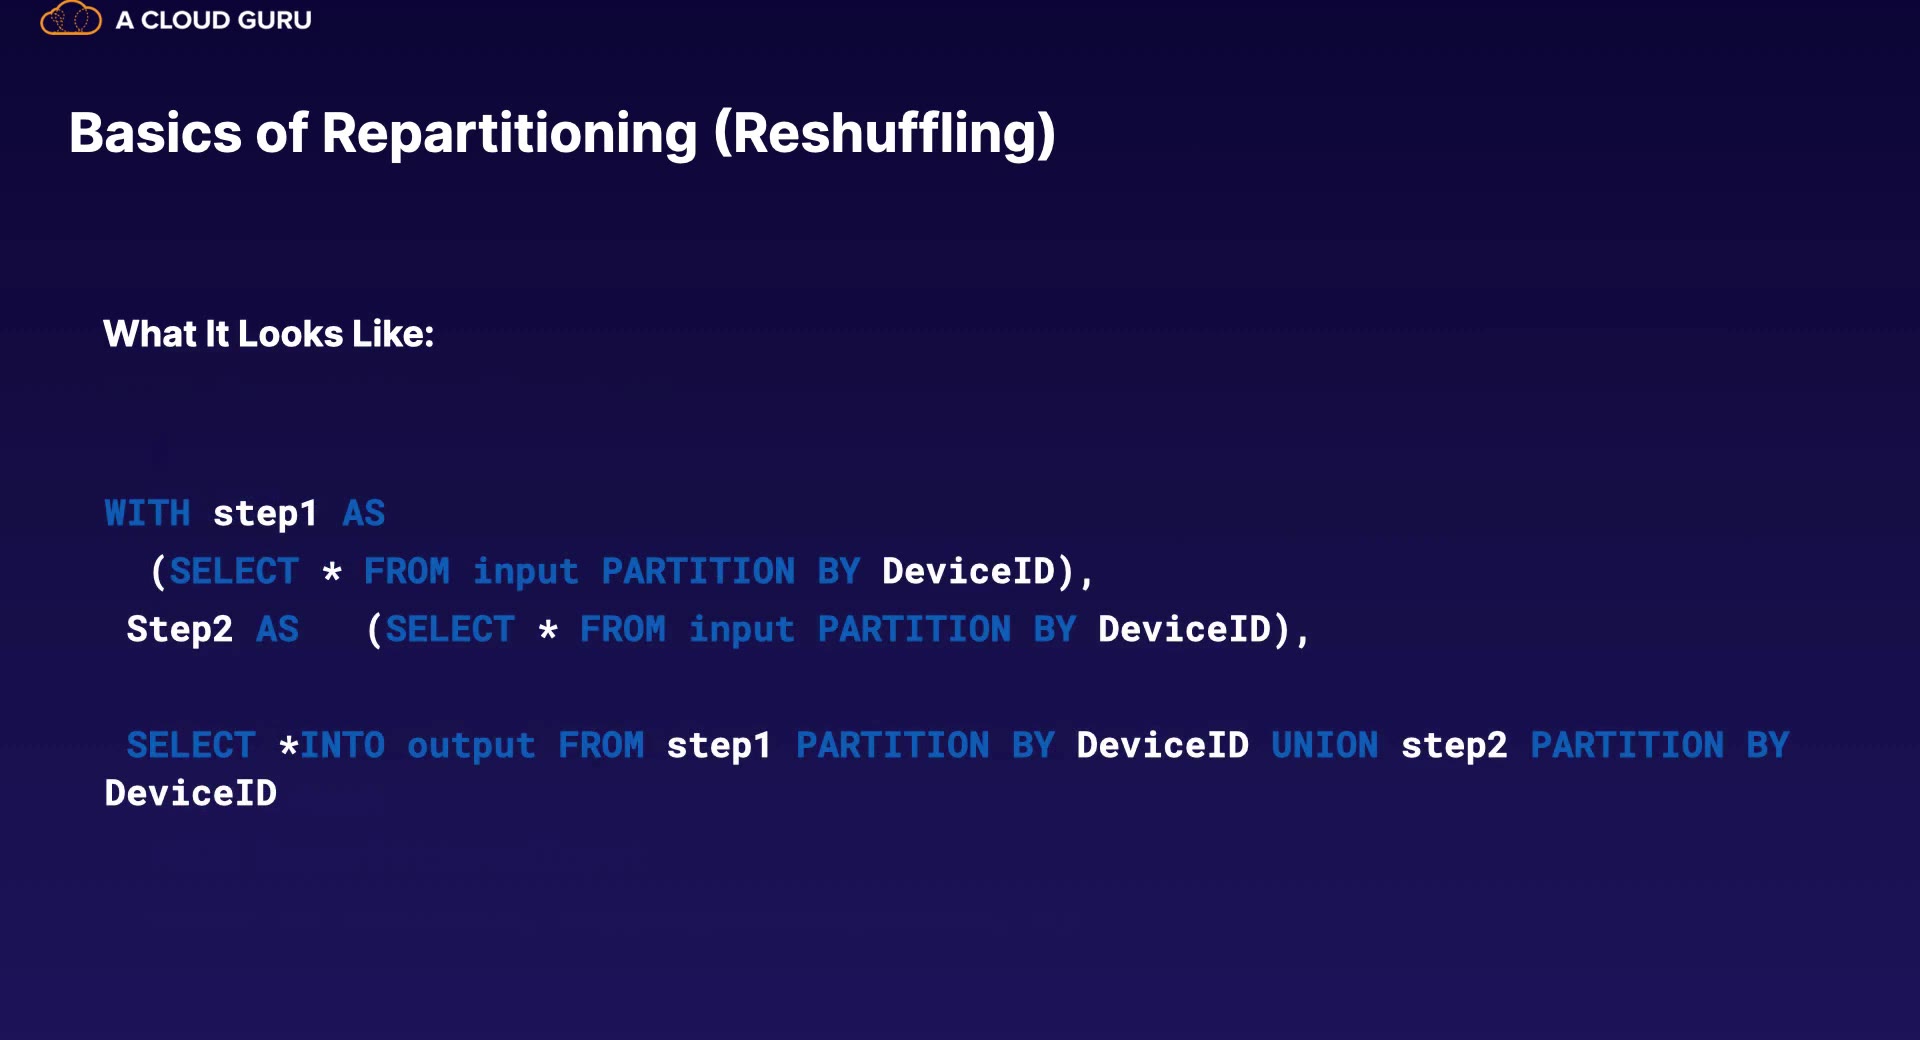 A CLOUD GURU
Basics of Repartitioning (Reshuffling)
What It Looks Like:
WITH step1 AS
(SELECT * FROM input PARTITION BY DeviceID),
Step2 AS (SELECT * FROM input PARTITION BY DeviceID),
SELECT *INTO output FROM step1 PARTITION BY DeviceID UNION step2 PARTITION BY
DeviceID